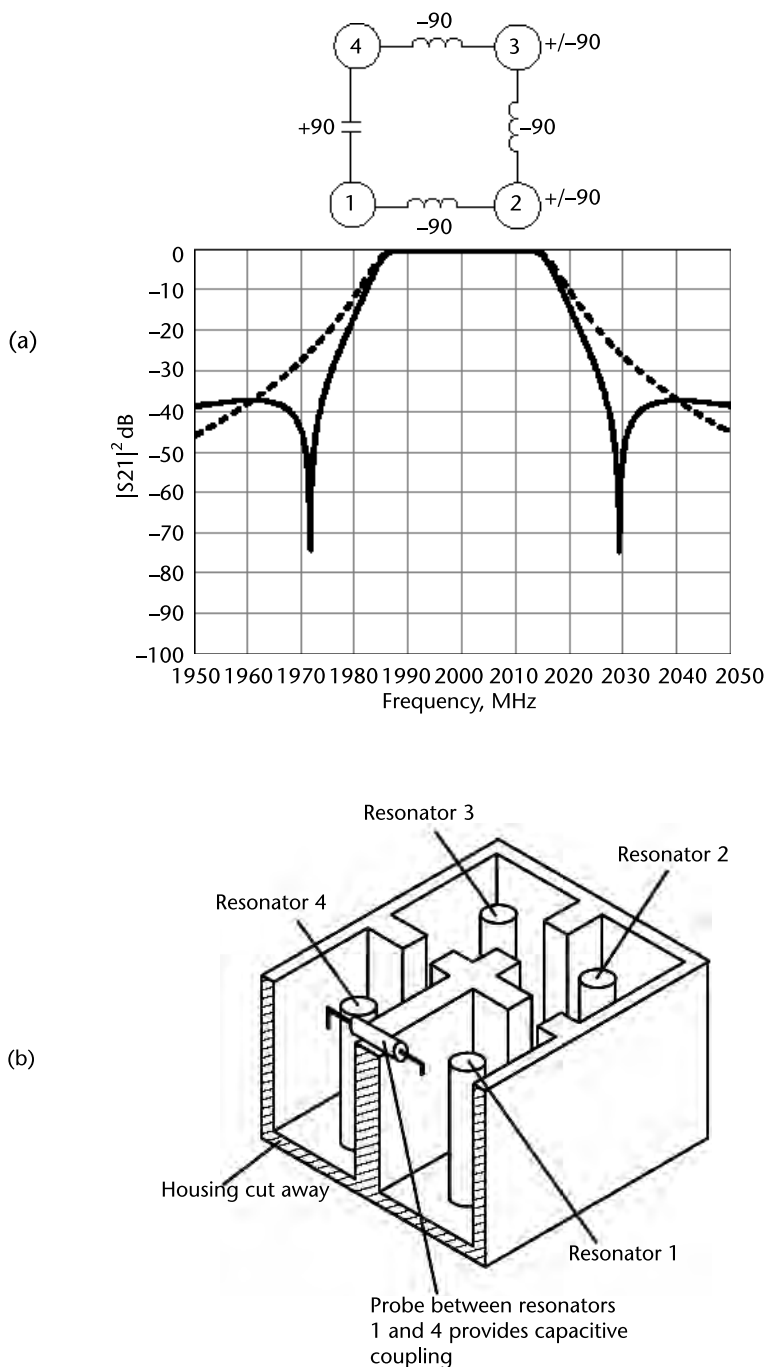 –90
4
3
+/–90
+90
–90
1
2
+/–90
–90
(a)
|S21|² dB
0
–10
–20
–30
–40
–50
–60
–70
–80
–90
–100
1950 1960 1970 1980 1990 2000 2010 2020 2030 2040 2050
Frequency, MHz
Resonator 3
Resonator 2
Resonator 4
(b)
Housing cut away
Resonator 1
Probe between resonators
1 and 4 provides capacitive
coupling